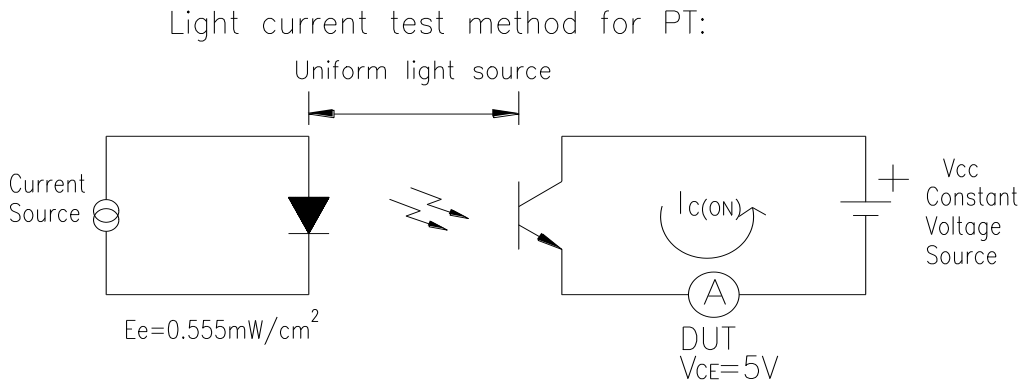 Light current test method for PT:
Uniform light source
Current
Source
Ee=0.555mW/cm²
IC(ON)
A
DUT
VCE=5V
+
Vcc
Constant
Voltage
Source